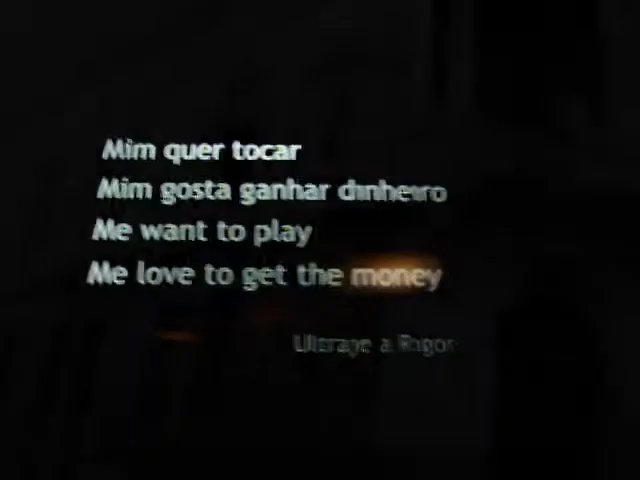 Mim quer tocar
Mim gosta ganhar dinheiro
Me want to play
Me love to get the money
Ultraje a Rigor